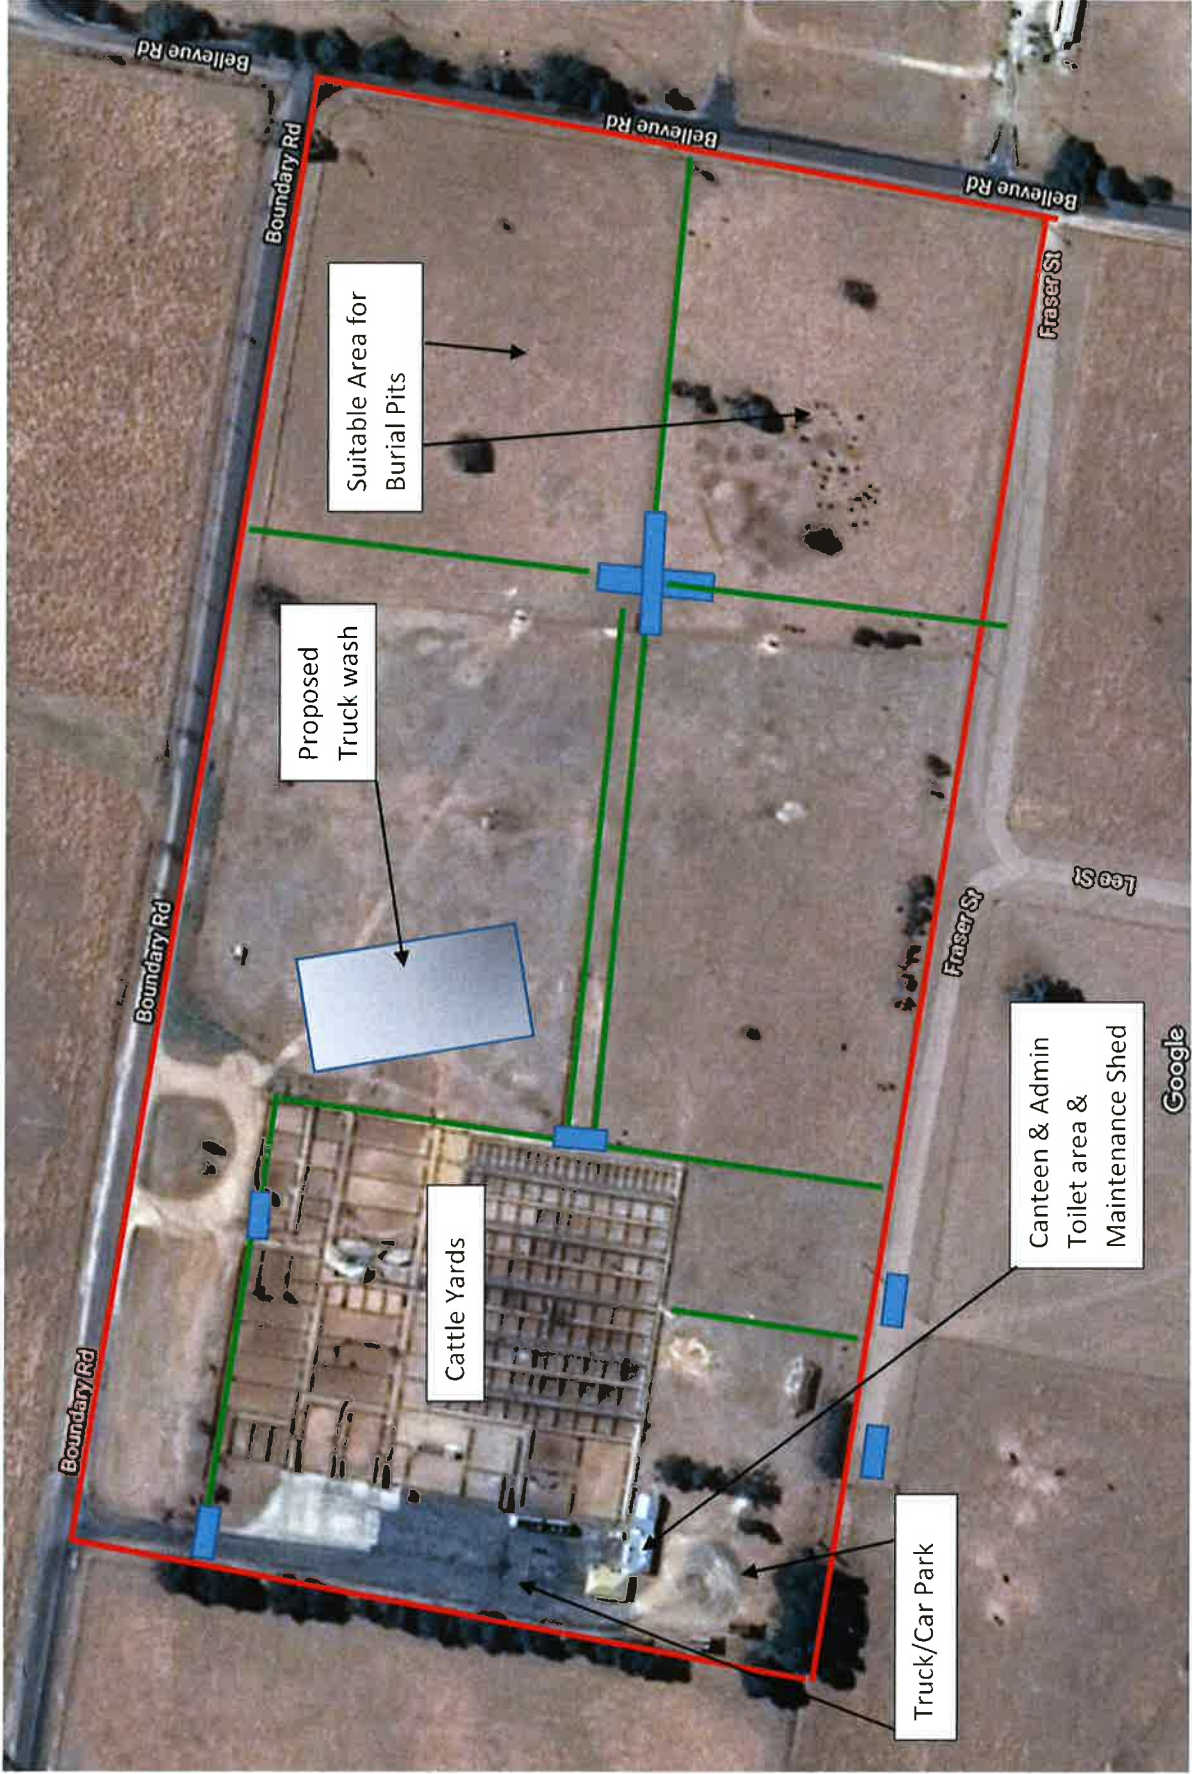 Bellevue Rd
Boundary Rd
Bellevue Rd
Bellevue Rd
Fraser St
Suitable Area for
Burial Pits
Proposed
Truck wash
Boundary Rd
Lee St
Fraser St
Canteen & Admin
Toilet area &
Maintenance Shed
Google
Cattle Yards
Boundary Rd
Truck/Car Park